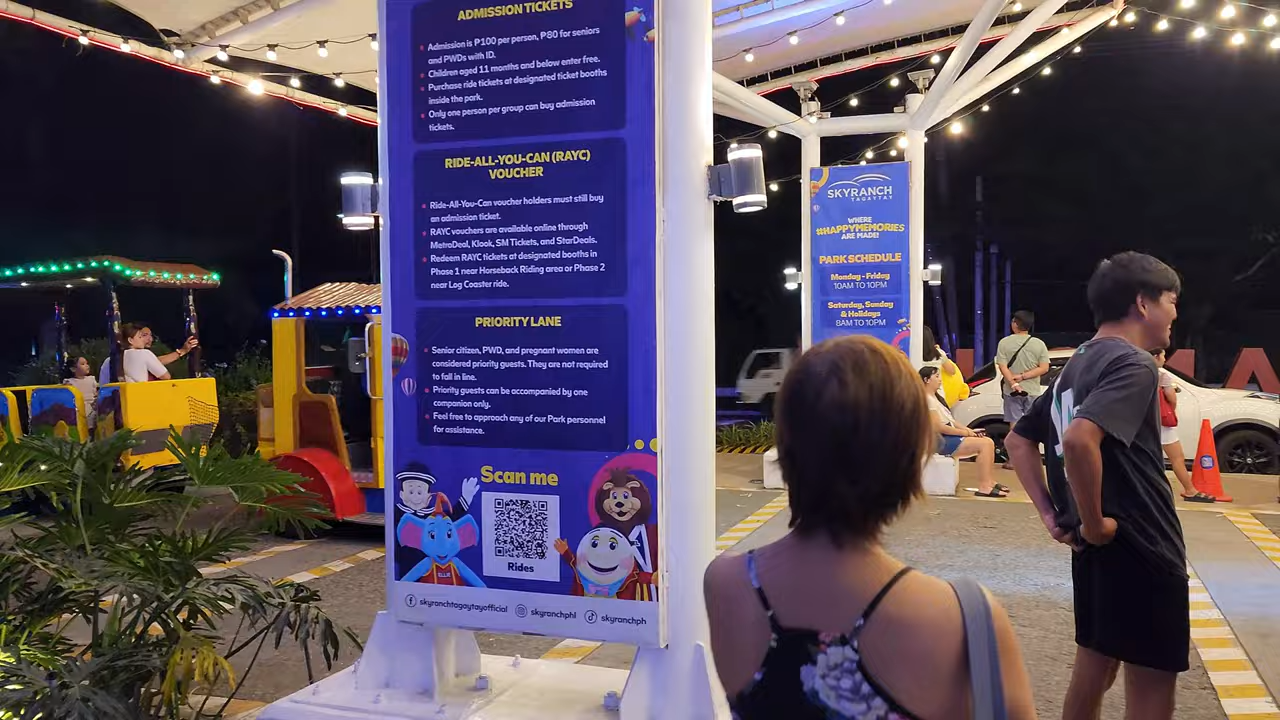 ADMISSION TICKETS
Admission is ₱100 per person, ₱80 for seniors
and PWDs with ID.
Children aged 11 months and below enter free.
Purchase ride tickets at designated ticket booths
inside the park.
Only one person per group can buy admission
tickets.
RIDE-ALL-YOU-CAN (RAYC)
VOUCHER
Ride-All-You-Can voucher holders must still buy
an admission ticket.
RAYC vouchers are available online through
MetroDeal, Klook, SM Tickets, and StarDeals.
Redeem RAYC tickets at designated booths in
Phase 1 near Horseback Riding area or Phase 2
near Log Coaster ride.
PRIORITY LANE
Senior citizen, PWD, and pregnant women are
considered priority guests. They are not required
to fall in line.
Priority guests can be accompanied by one
companion only.
Feel free to approach any of our Park personnel
for assistance.
Scan me
Rides
ELLIE
skyranchtagaytayofficial skyranchphl skyranchph
SKYRANCH
TAGAYTAY
WHERE
#HAPPYMEMORIES
ARE MADE!
PARK SCHEDULE
Monday - Friday
10AM TO 10PM
Saturday, Sunday
& Holidays
8AM TO 10PM